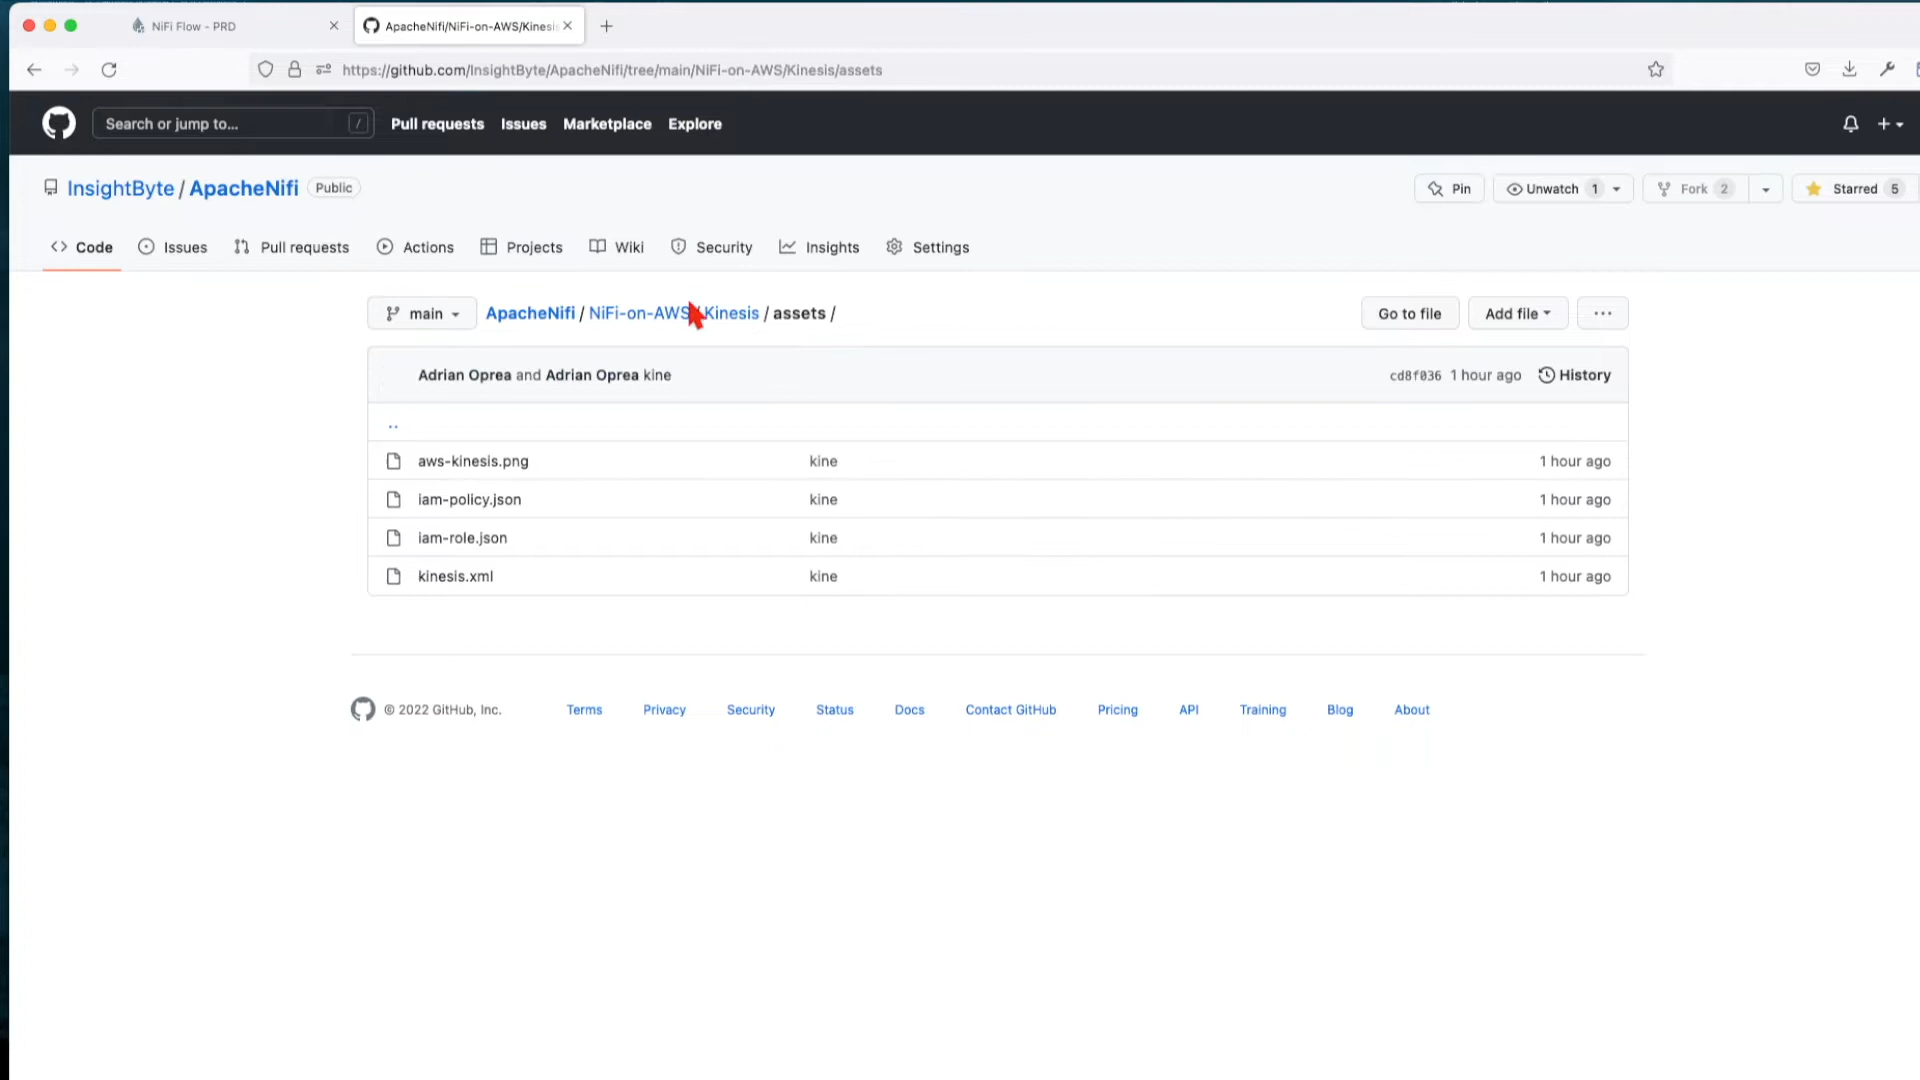 NiFi Flow - PRD
ApacheNifi/NiFi-on-AWS/Kinesi
https://github.com/InsightByte/ApacheNifi/tree/main/NiFi-on-AWS/Kinesis/assets
Search or jump to... /
Pull requests Issues Marketplace Explore
InsightByte / ApacheNifi Public
Pin Unwatch 1 Fork 2 Starred 5
Code Issues Pull requests Actions Projects Wiki Security Insights Settings
main ApacheNifi / NiFi-on-AWS / Kinesis / assets / Go to file Add file ...
Adrian Oprea and Adrian Oprea kine cd8f036 1 hour ago History
..
aws-kinesis.png kine 1 hour ago
iam-policy.json kine 1 hour ago
iam-role.json kine 1 hour ago
kinesis.xml kine 1 hour ago
© 2022 GitHub, Inc. Terms Privacy Security Status Docs Contact GitHub Pricing API Training Blog About